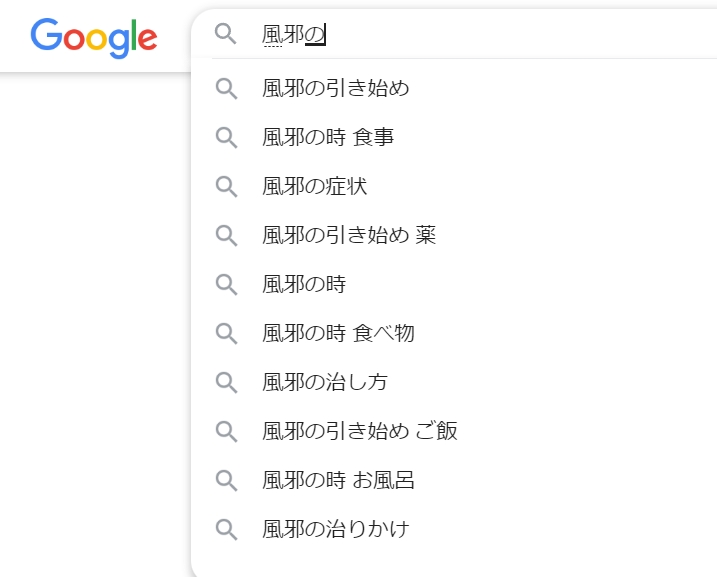 Google
風邪の
風邪の引き始め
風邪の時 食事
風邪の症状
風邪の引き始め 薬
風邪の時
風邪の時 食べ物
風邪の治し方
風邪の引き始め ご飯
風邪の時 お風呂
風邪の治りかけ